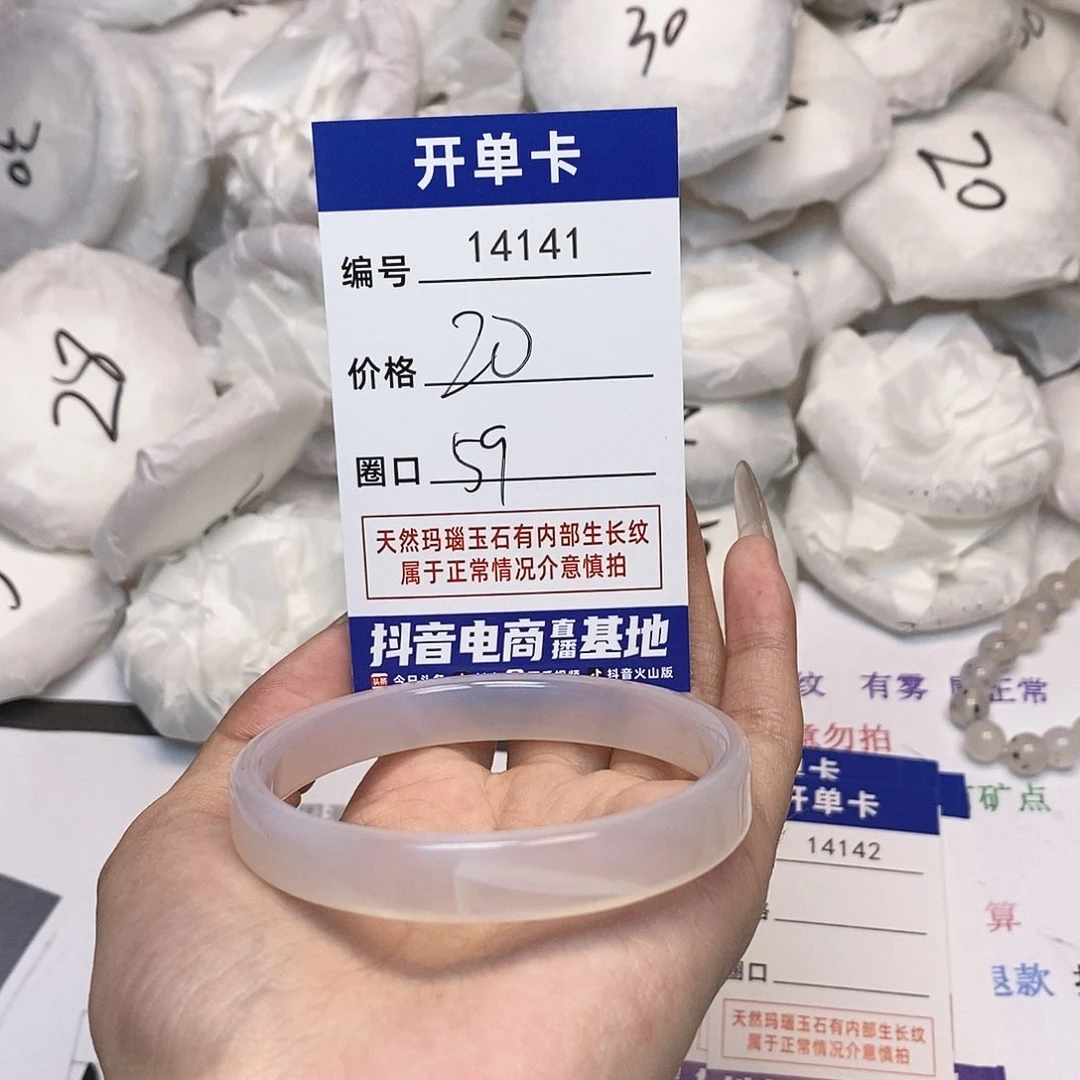 30
30
20
28
开单卡
编号 14141
价格 20
圈口 59
天然玛瑙玉石有内部生长纹
属于正常情况介意慎拍
抖音电商直播基地
抖音火山版
纹 有雾 正常
意勿拍
矿点
卡
开单卡
14142
圈口
天然玛瑙玉石有内部生长纹
属于正常情况介意慎拍
算
退款